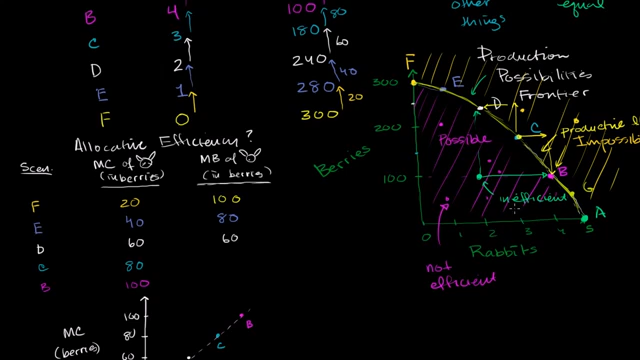 other
things
equal
B 4 100 80
C 3 180 60
D 2 240 40
E 1 280 20
F 0 300
Allocative Efficiency?
Scen. MC of (in berries) MB of (in berries)
F 20 100
E 40 80
D 60 60
C 80
B 100
MC
(berries)
100
80
60
B
C
Production
Possibilities
Frontier
F
E
D
C
B
A
300
200
100
Berries
Possible
Impossib
inefficient
0 1 2 3 4 5
Rabbits
not
efficient